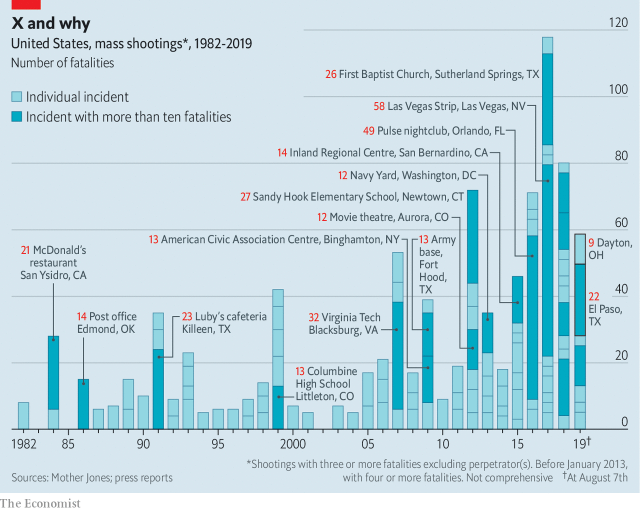 X and why
United States, mass shootings*, 1982-2019
Number of fatalities
Individual incident
Incident with more than ten fatalities
120
100
80
60
40
20
0
26 First Baptist Church, Sutherland Springs, TX
58 Las Vegas Strip, Las Vegas, NV
49 Pulse nightclub, Orlando, FL
14 Inland Regional Centre, San Bernardino, CA
12 Navy Yard, Washington, DC
27 Sandy Hook Elementary School, Newtown, CT
12 Movie theatre, Aurora, CO
13 American Civic Association Centre, Binghamton, NY
13 Army
base,
Fort
Hood,
TX
21 McDonald's
restaurant
San Ysidro, CA
14 Post office
Edmond, OK
23 Luby's cafeteria
Killeen, TX
32 Virginia Tech
Blacksburg, VA
13 Columbine
High School
Littleton, CO
9 Dayton,
OH
22
El Paso,
TX
1982
85
90
95
2000
05
10
15
19†
*Shootings with three or more fatalities excluding perpetrator(s). Before January 2013,
with four or more fatalities. Not comprehensive †At August 7th
Sources: Mother Jones; press reports
The Economist